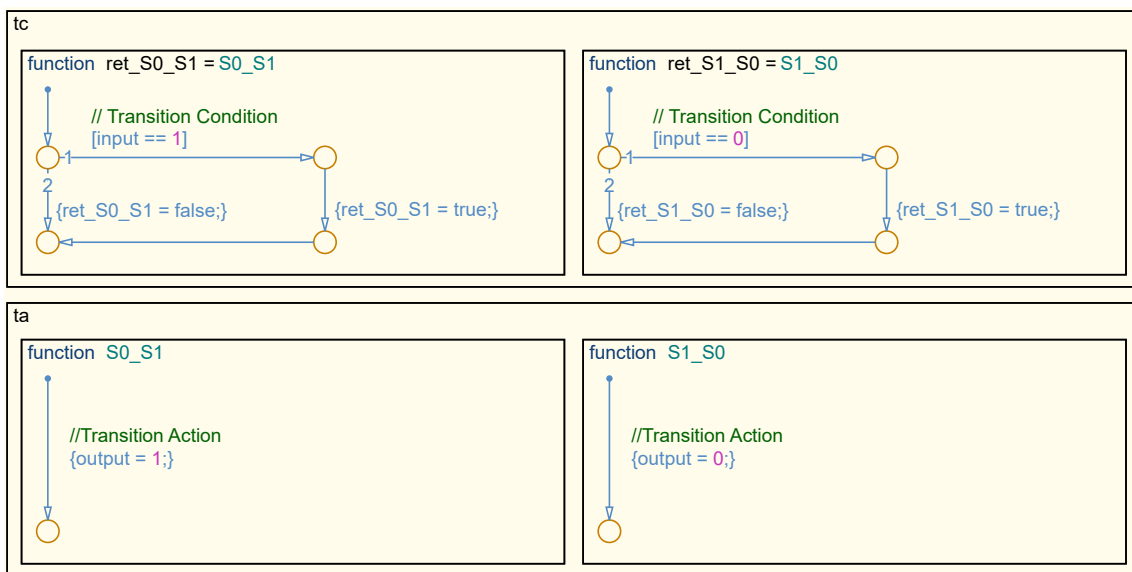 tc
function ret_S0_S1 = S0_S1
// Transition Condition
[input == 1]
1
2
{ret_S0_S1 = false;}
{ret_S0_S1 = true;}
function ret_S1_S0 = S1_S0
// Transition Condition
[input == 0]
1
2
{ret_S1_S0 = false;}
{ret_S1_S0 = true;}
ta
function S0_S1
//Transition Action
{output = 1;}
function S1_S0
//Transition Action
{output = 0;}